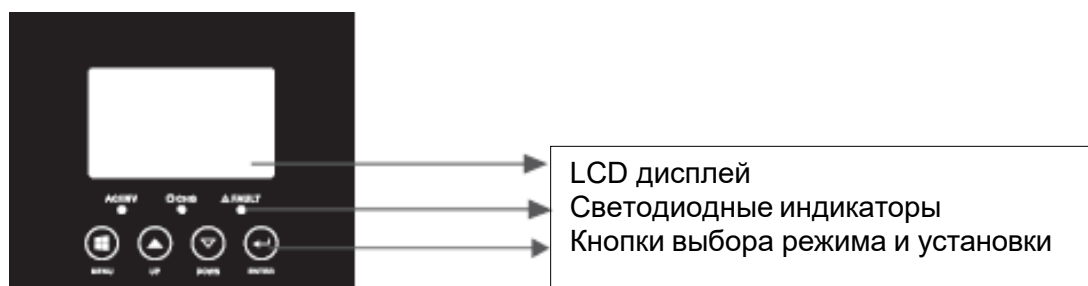 AC/INV CHG FAULT
MENU UP DOWN ENTER
LCD дисплей
Светодиодные индикаторы
Кнопки выбора режима и установки